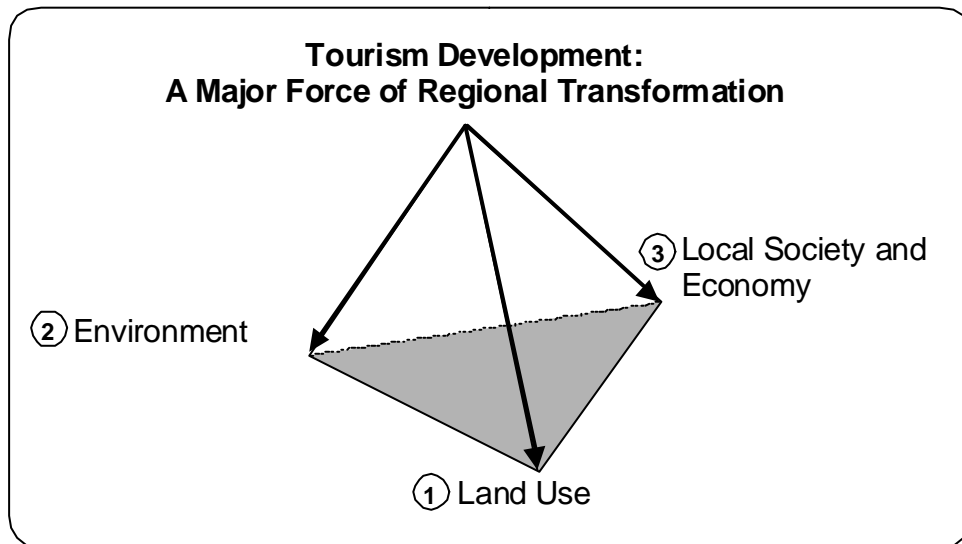 Tourism Development:
A Major Force of Regional Transformation
3 Local Society and
Economy
2 Environment
1 Land Use